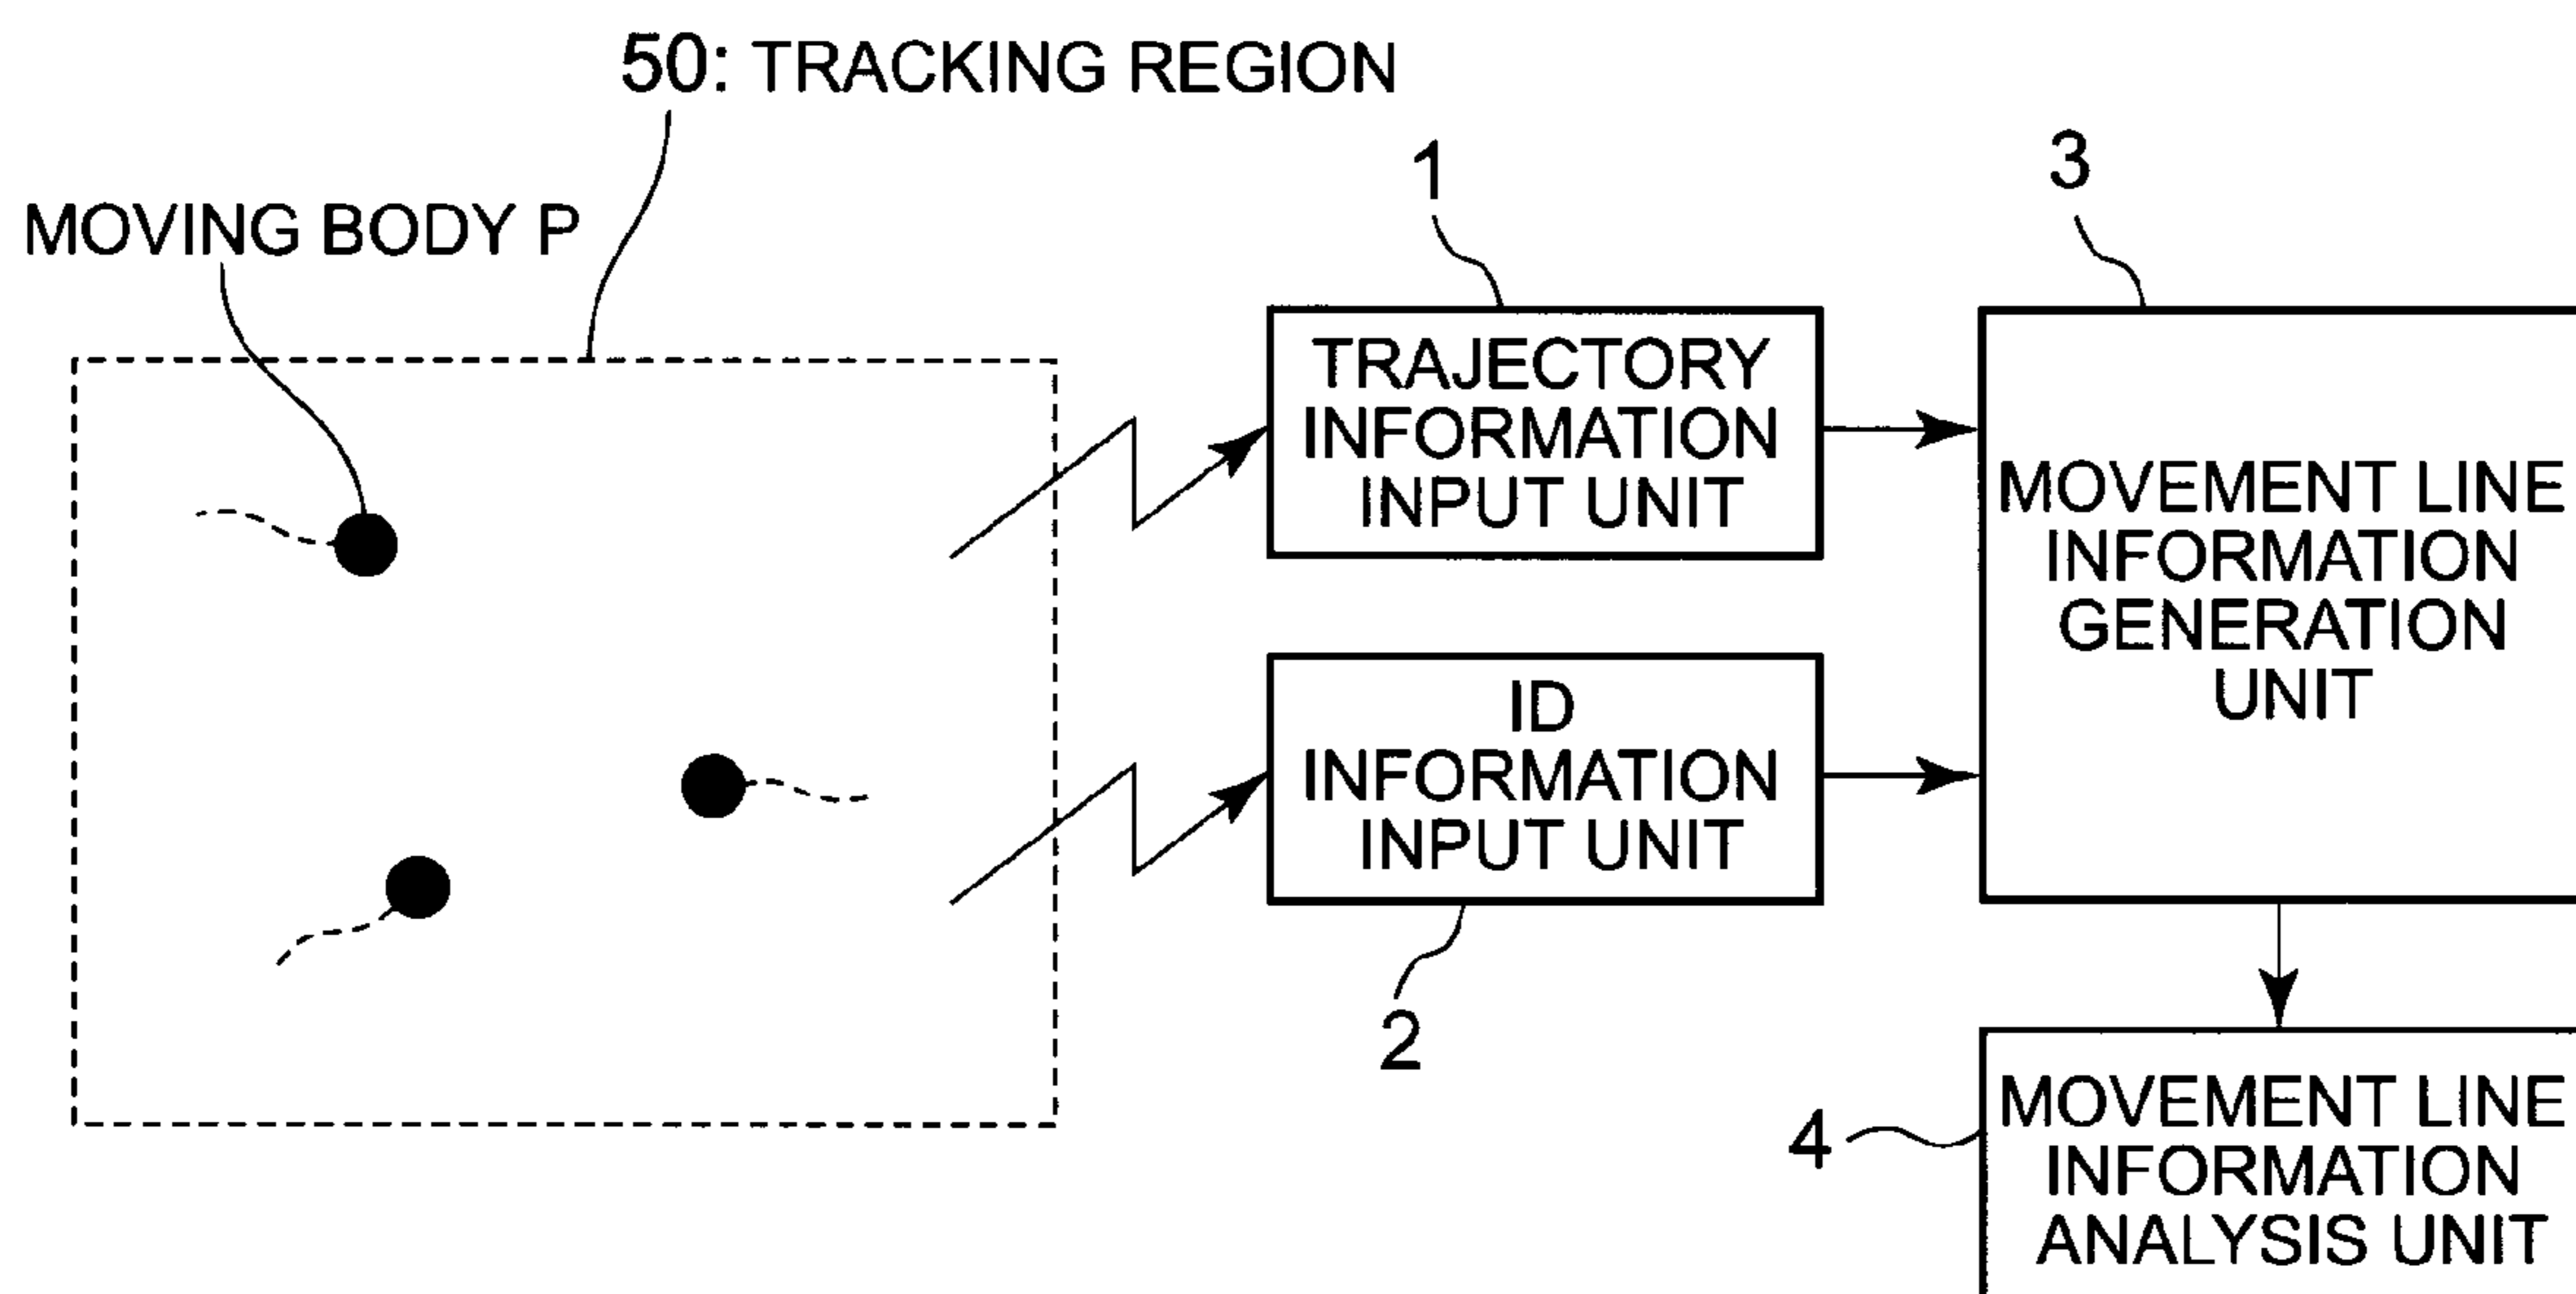 50: TRACKING REGION
MOVING BODY P
1
3
TRAJECTORY
INFORMATION
INPUT UNIT
MOVEMENT LINE
INFORMATION
GENERATION
UNIT
ID
INFORMATION
INPUT UNIT
2
4
MOVEMENT LINE
INFORMATION
ANALYSIS UNIT